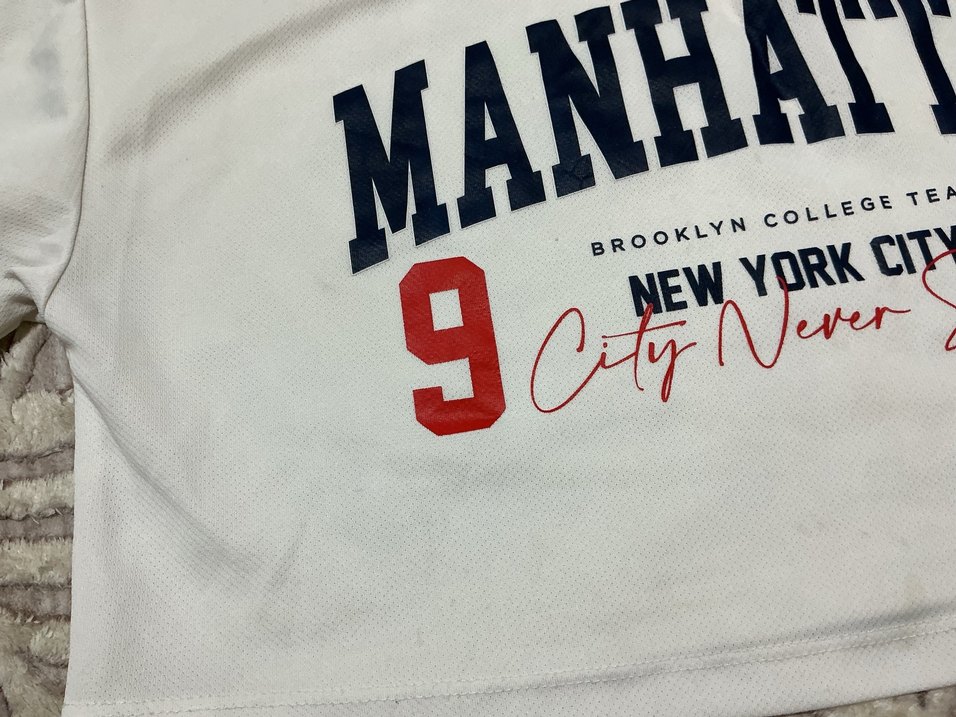 MANHATT
BROOKLYN COLLEGE TEA
NEW YORK CITY
9
City Never S